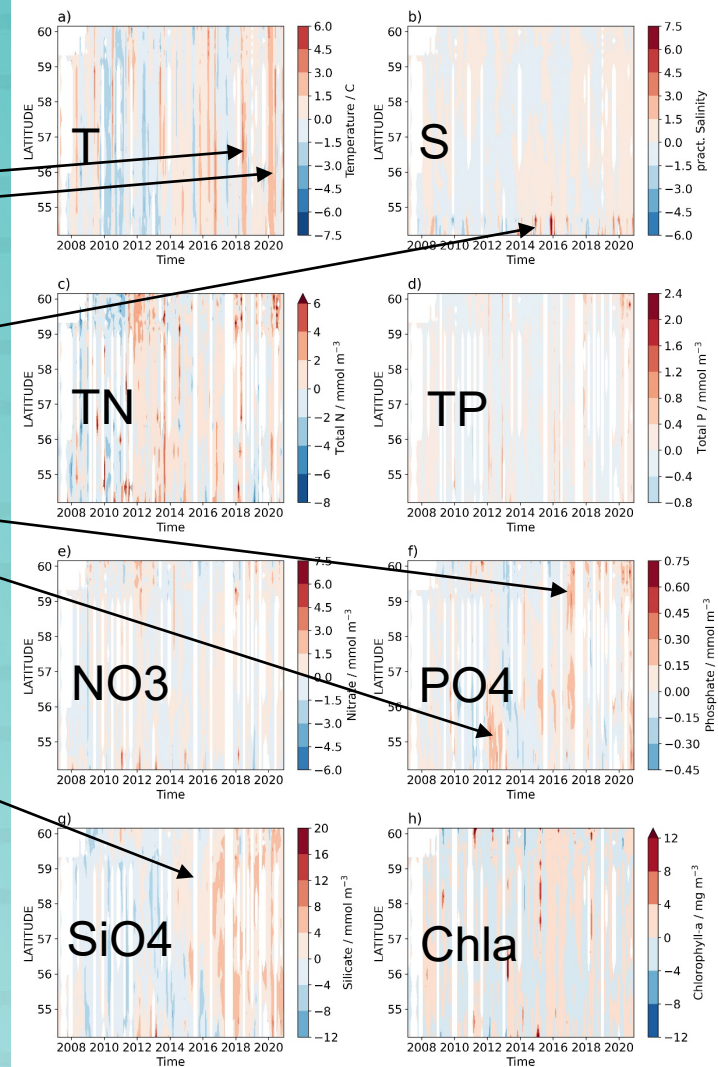 a)
60
59
58
57
56
55
LATITUDE
T
2008 2010 2012 2014 2016 2018 2020
Time
6.0
4.5
3.0
1.5
0.0
−1.5
−3.0
−4.5
−6.0
−7.5
Temperature / C
b)
60
59
58
57
56
55
LATITUDE
S
2008 2010 2012 2014 2016 2018 2020
Time
7.5
6.0
4.5
3.0
1.5
0.0
−1.5
−3.0
−4.5
−6.0
pract. Salinity
c)
60
59
58
57
56
55
LATITUDE
TN
2008 2010 2012 2014 2016 2018 2020
Time
6
4
2
0
−2
−4
−6
−8
Total N / mmol m⁻³
d)
60
59
58
57
56
55
LATITUDE
TP
2008 2010 2012 2014 2016 2018 2020
Time
2.4
2.0
1.6
1.2
0.8
0.4
0.0
−0.4
−0.8
Total P / mmol m⁻³
e)
60
59
58
57
56
55
LATITUDE
NO3
2008 2010 2012 2014 2016 2018 2020
Time
7.5
6.0
4.5
3.0
1.5
0.0
−1.5
−3.0
−4.5
−6.0
Nitrate / mmol m⁻³
f)
60
59
58
57
56
55
LATITUDE
PO4
2008 2010 2012 2014 2016 2018 2020
Time
0.75
0.60
0.45
0.30
0.15
0.00
−0.15
−0.30
−0.45
Phosphate / mmol m⁻³
g)
60
59
58
57
56
55
LATITUDE
SiO4
2008 2010 2012 2014 2016 2018 2020
Time
20
16
12
8
4
0
−4
−8
−12
Silicate / mmol m⁻³
h)
60
59
58
57
56
55
LATITUDE
Chla
2008 2010 2012 2014 2016 2018 2020
Time
12
8
4
0
−4
−8
−12
Chlorophyll-a / mg m⁻³